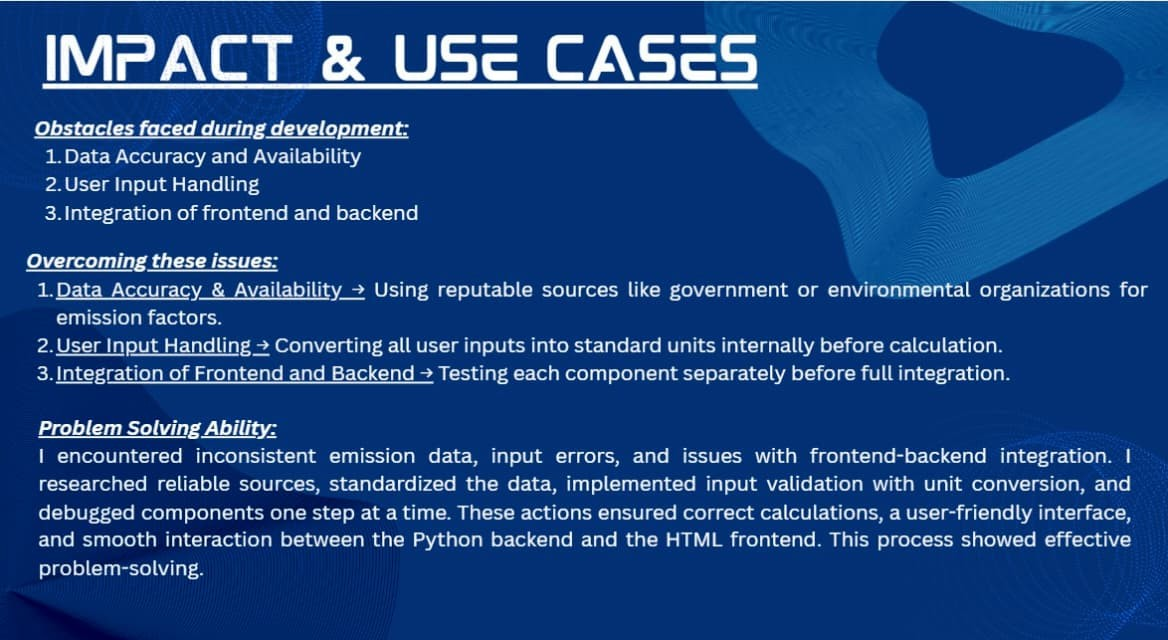 IMPACT & USE CASES
Obstacles faced during development:
1. Data Accuracy and Availability
2. User Input Handling
3. Integration of frontend and backend
Overcoming these issues:
1. Data Accuracy & Availability → Using reputable sources like government or environmental organizations for
emission factors.
2. User Input Handling → Converting all user inputs into standard units internally before calculation.
3. Integration of Frontend and Backend → Testing each component separately before full integration.
Problem Solving Ability:
I encountered inconsistent emission data, input errors, and issues with frontend-backend integration. I
researched reliable sources, standardized the data, implemented input validation with unit conversion, and
debugged components one step at a time. These actions ensured correct calculations, a user-friendly interface,
and smooth interaction between the Python backend and the HTML frontend. This process showed effective
problem-solving.